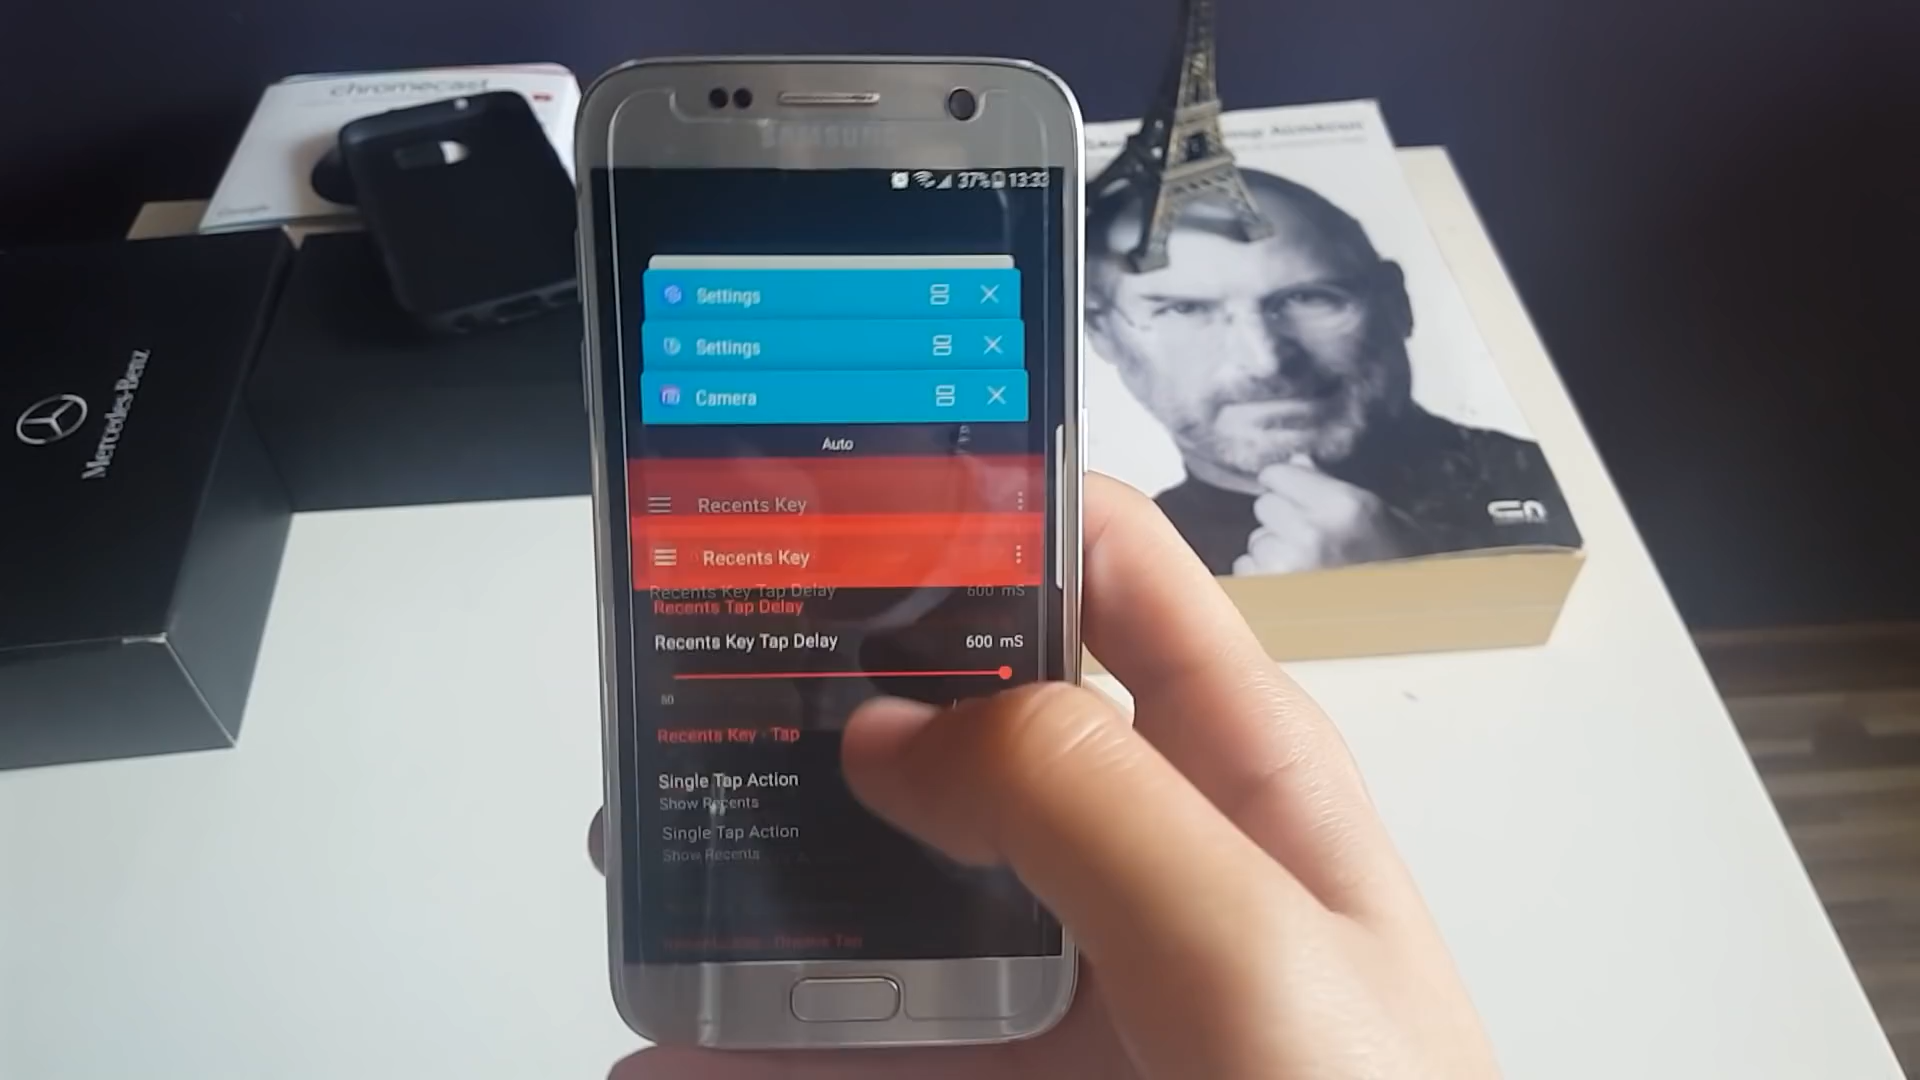 chromecast
SAMSUNG
37% 13:33
Settings
Settings
Camera
Auto
Recents Key
Recents Key
Recents Key Tap Delay 600 mS
Recents Tap Delay
Recents Key Tap Delay 600 mS
50
Recents Key - Tap
Single Tap Action
Show Recents
Single Tap Action
Show Recents
Mercedes-Benz